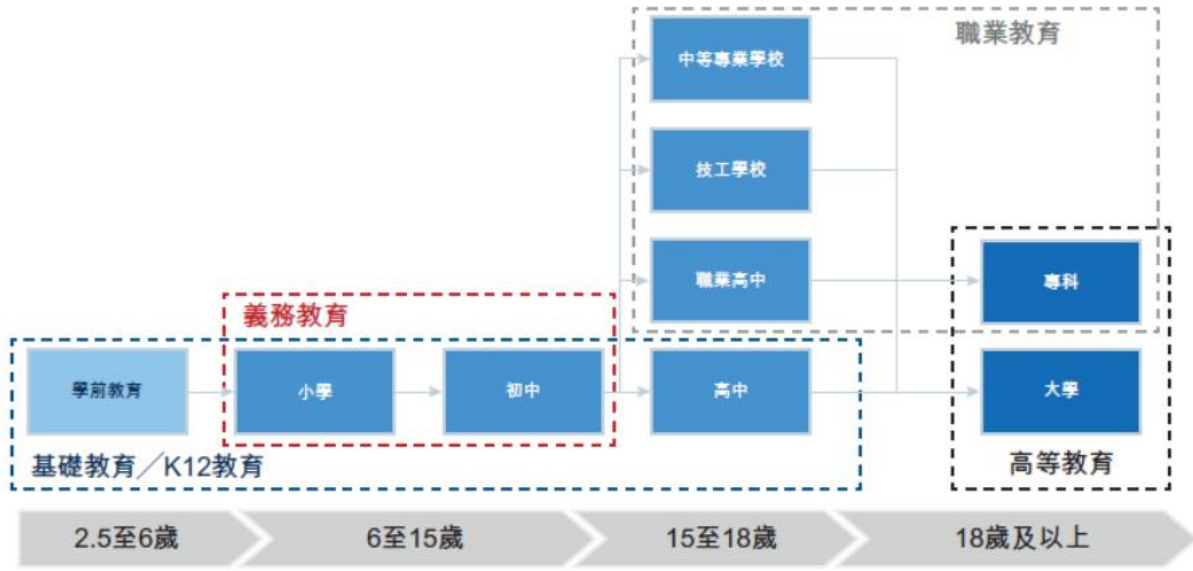 職業教育
中等專業學校
技工學校
職業高中
專科
義務教育
學前教育
小學
初中
高中
大學
基礎教育／K12教育
高等教育
2.5至6歲
6至15歲
15至18歲
18歲及以上